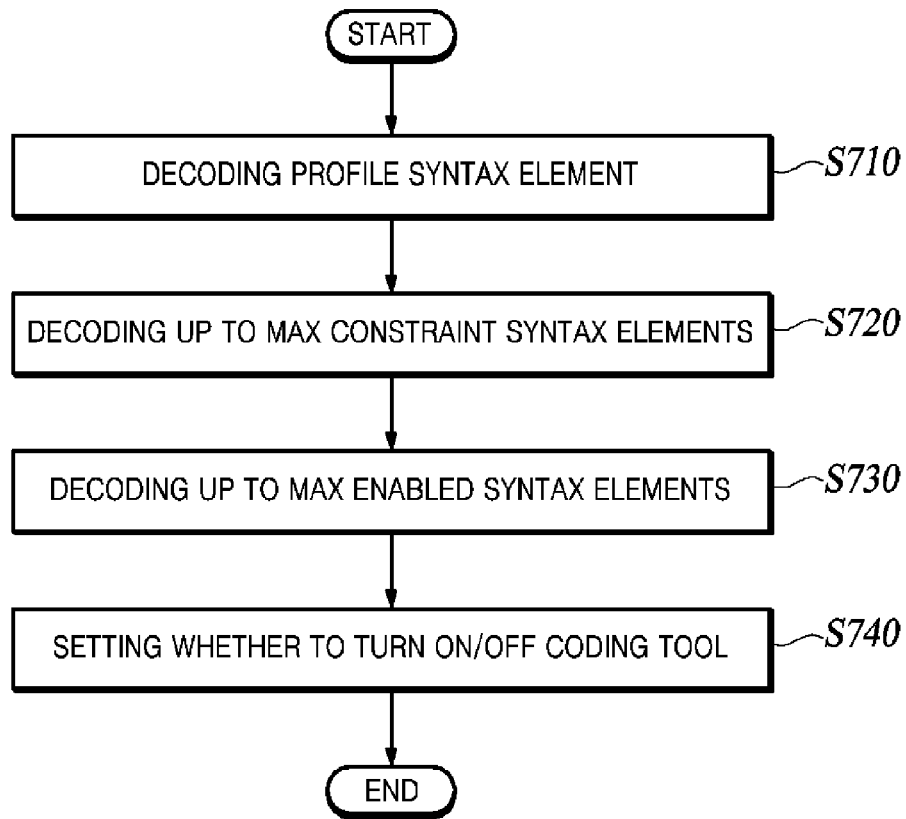 START
DECODING PROFILE SYNTAX ELEMENT
S710
DECODING UP TO MAX CONSTRAINT SYNTAX ELEMENTS
S720
DECODING UP TO MAX ENABLED SYNTAX ELEMENTS
S730
SETTING WHETHER TO TURN ON/OFF CODING TOOL
S740
END